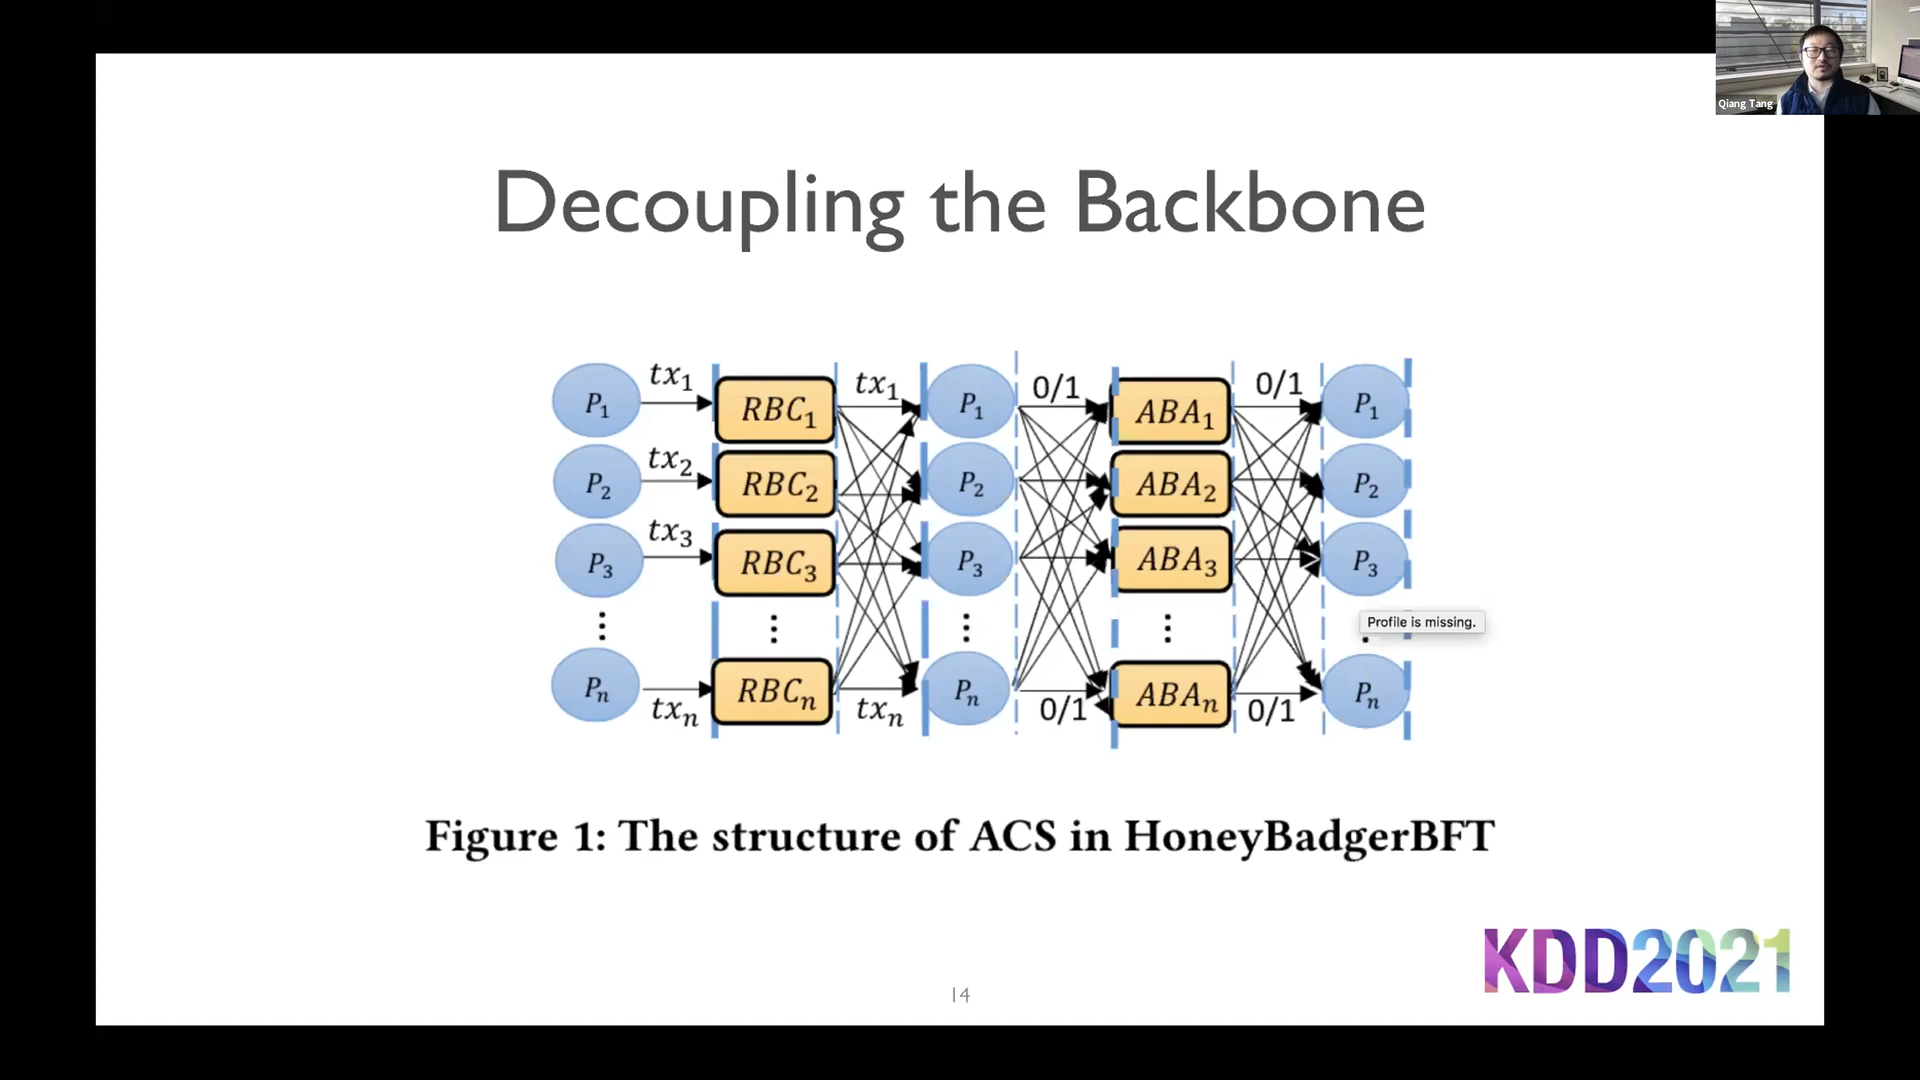 Qiang Tang
Decoupling the Backbone
tx₁ tx₁ 0/1 0/1
P₁ RBC₁ P₁ ABA₁ P₁
tx₂
P₂ RBC₂ P₂ ABA₂ P₂
tx₃
P₃ RBC₃ P₃ ABA₃ P₃
Profile is missing.
Pₙ RBCₙ Pₙ ABAₙ Pₙ
txₙ txₙ 0/1 0/1
Figure 1: The structure of ACS in HoneyBadgerBFT
KDD2021
14